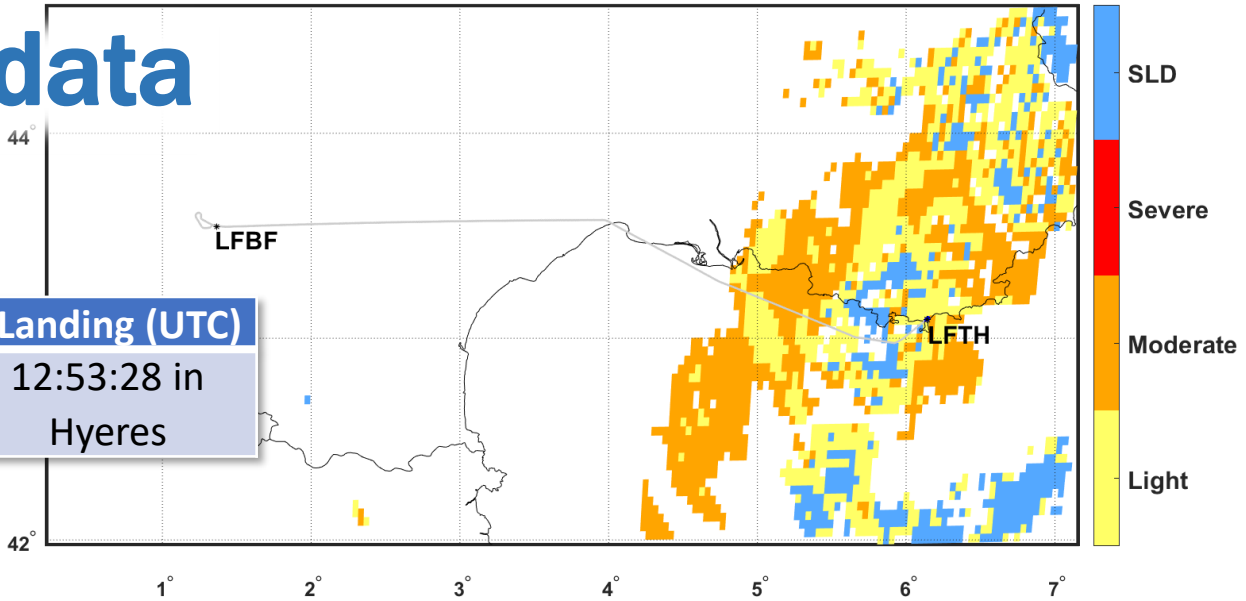 data
44°
LFBF
LFTH
Landing (UTC)
12:53:28 in
Hyeres
42°
1° 2° 3° 4° 5° 6° 7°
SLD
Severe
Moderate
Light